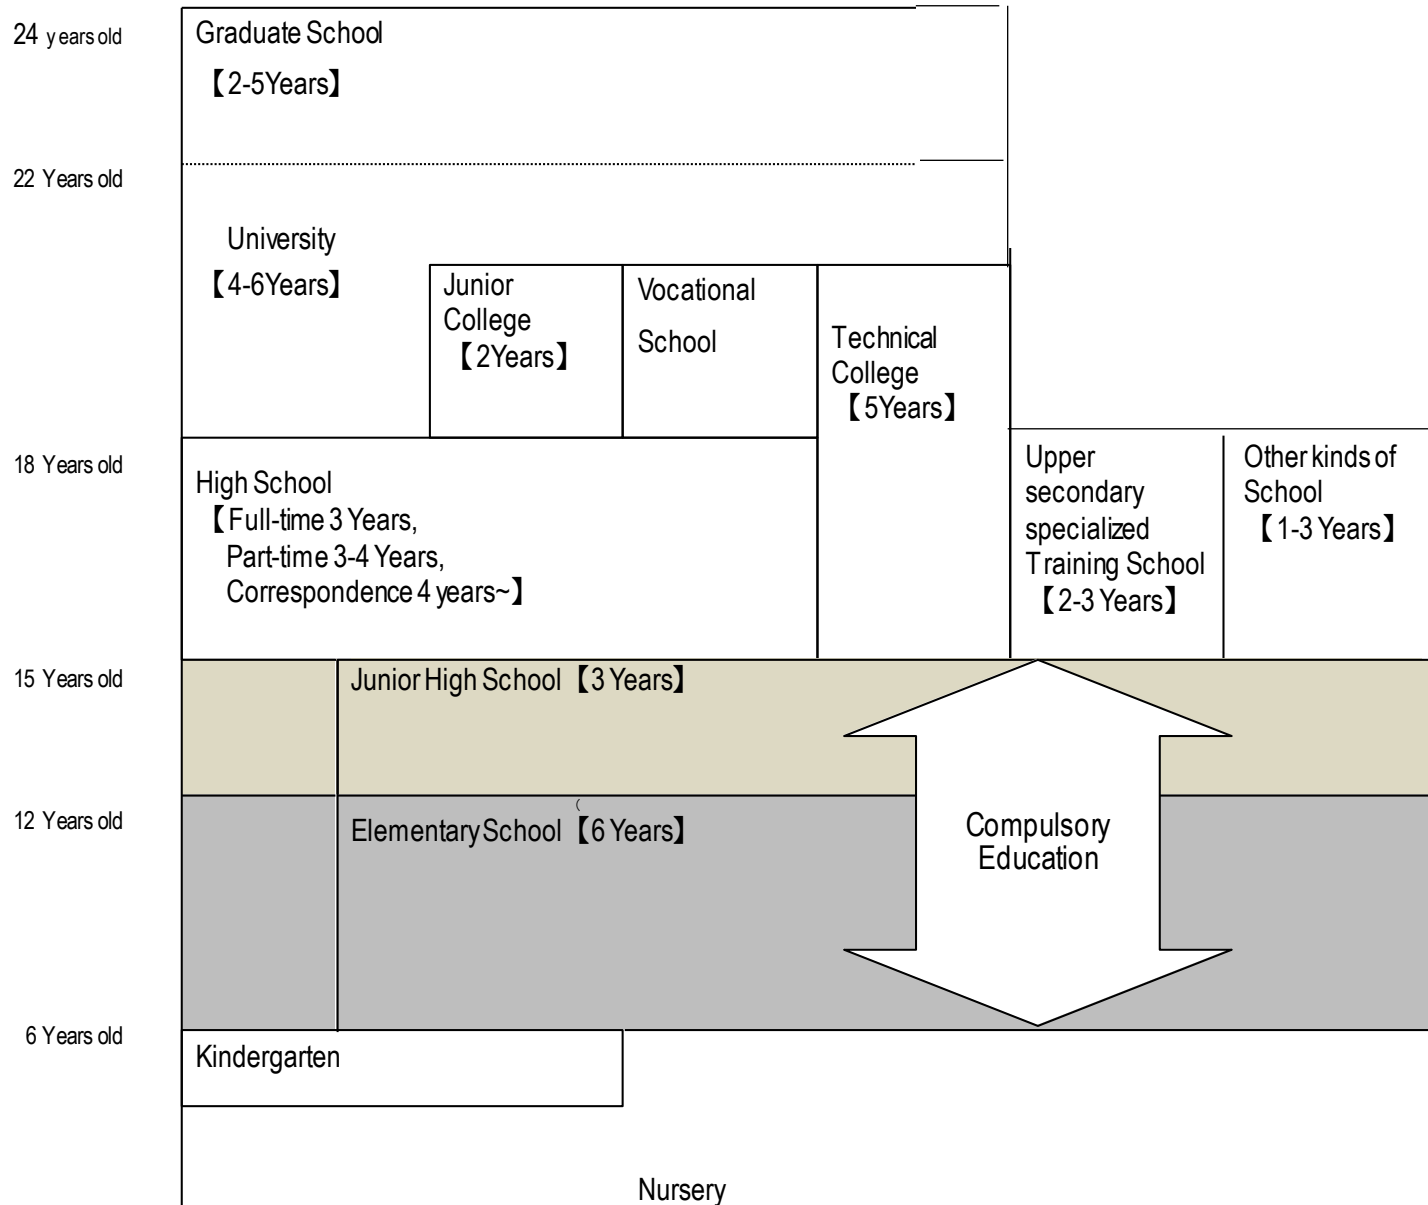 24 years old
Graduate School
【2-5Years】
22 Years old
University
【4-6Years】
Junior
College
【2Years】
Vocational
School
Technical
College
【5Years】
18 Years old
High School
【Full-time 3 Years,
Part-time 3-4 Years,
Correspondence 4 years~】
Upper
secondary
specialized
Training School
【2-3 Years】
Other kinds of
School
【1-3 Years】
15 Years old
Junior High School【3 Years】
12 Years old
(
Elementary School【6 Years】
Compulsory
Education
6 Years old
Kindergarten
Nursery